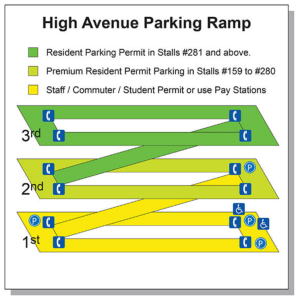 High Avenue Parking Ramp
Resident Parking Permit in Stalls #281 and above.
Premium Resident Permit Parking in Stalls #159 to #280
Staff / Commuter / Student Permit or use Pay Stations
3rd
2nd
P
P
1st
P
P